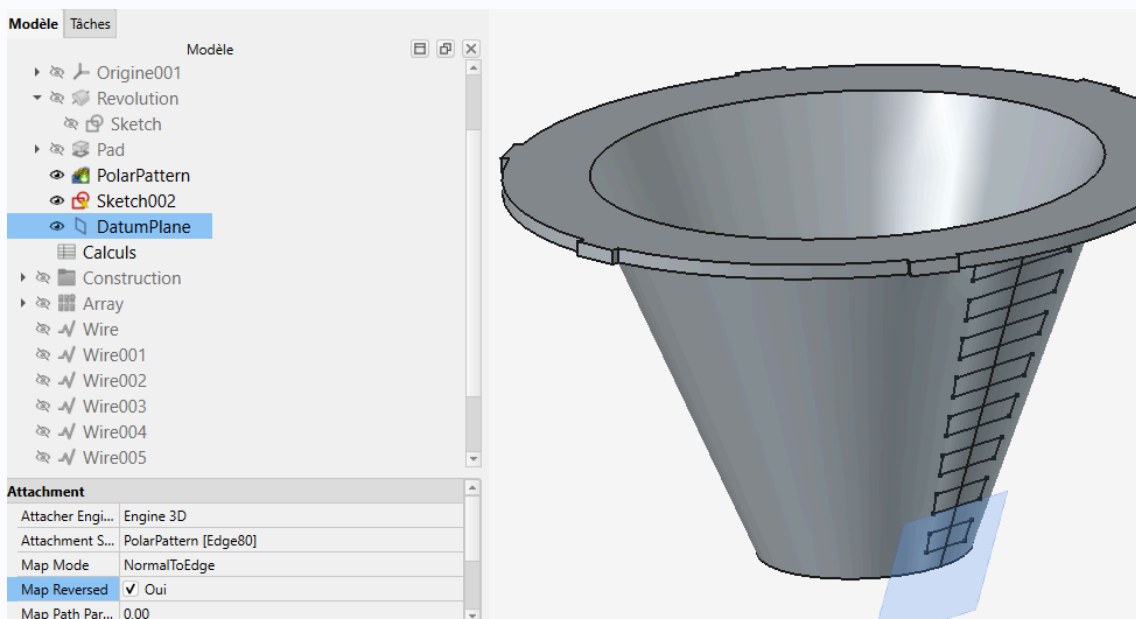 Modèle Tâches
Modèle
Origine001
Revolution
Sketch
Pad
PolarPattern
Sketch002
DatumPlane
Calculs
Construction
Array
Wire
Wire001
Wire002
Wire003
Wire004
Wire005
Attachment
Attacher Engi... Engine 3D
Attachment S... PolarPattern [Edge80]
Map Mode NormalToEdge
Map Reversed Oui
Map Path Par... 0.00